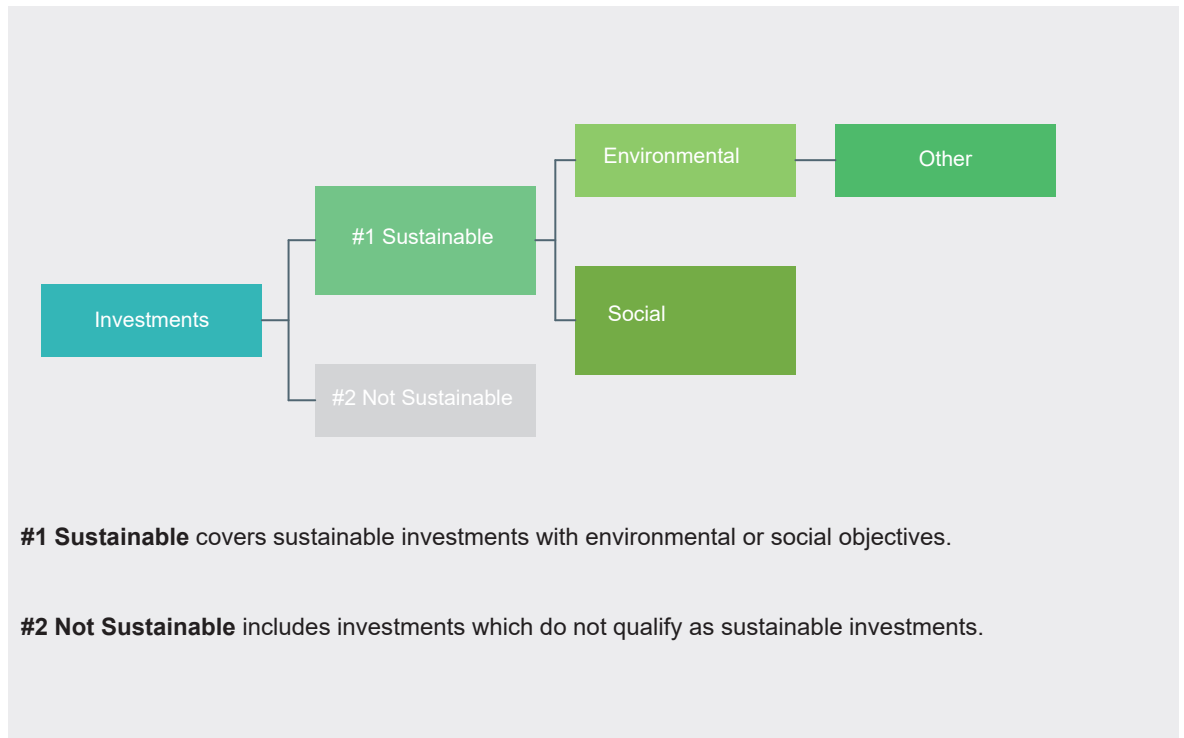 Environmental
Other
#1 Sustainable
Investments
Social
#2 Not Sustainable
#1 Sustainable covers sustainable investments with environmental or social objectives.
#2 Not Sustainable includes investments which do not qualify as sustainable investments.